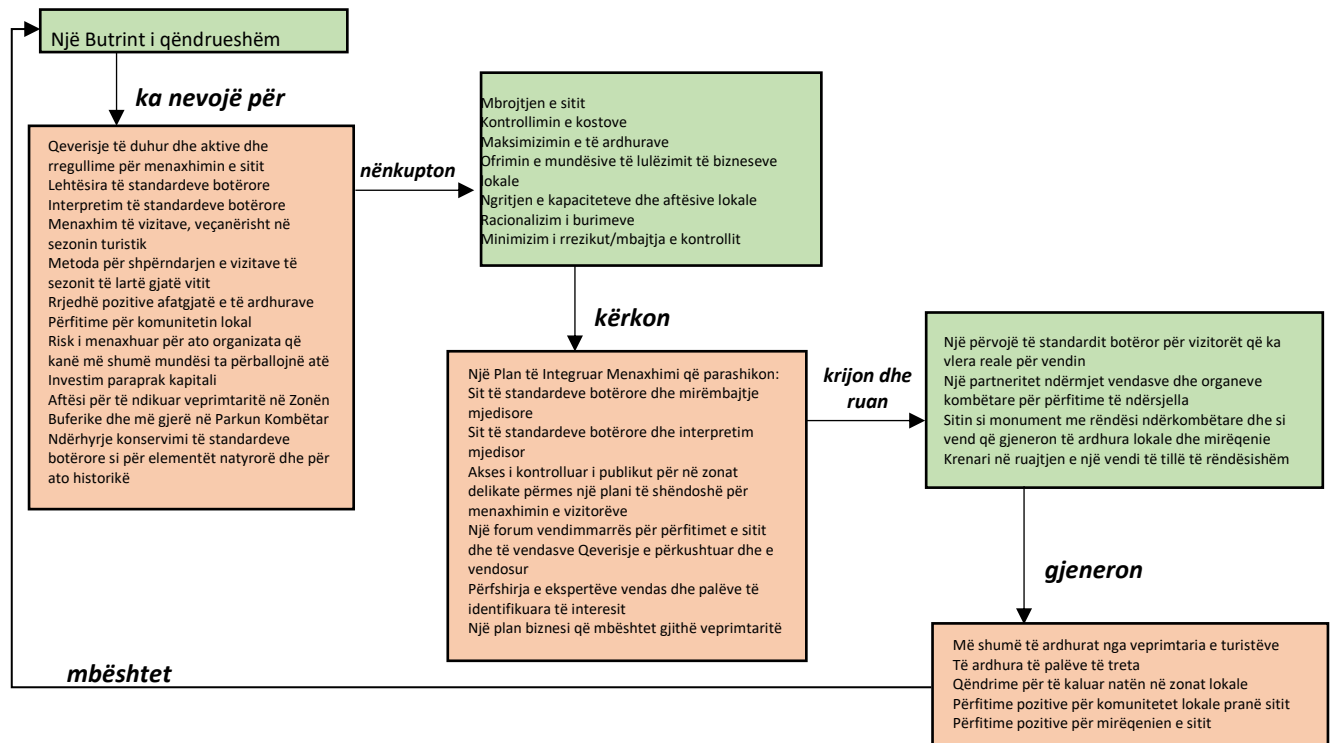 Një Butrint i qëndrueshëm
ka nevojë për
Qeverisje të duhur dhe aktive dhe
rregullime për menaxhimin e sitit
Lehtësira të standardeve botërore
Interpretim të standardeve botërore
Menaxhim të vizitave, veçanërisht në
sezonin turistik
Metoda për shpërndarjen e vizitave të
sezonit të lartë gjatë vitit
Rrjedhë pozitive afatgjatë e të ardhurave
Përfitime për komunitetin lokal
Risk i menaxhuar për ato organizata që
kanë më shumë mundësi ta përballojnë atë
Investim paraprak kapitali
Aftësi për të ndikuar veprimtaritë në Zonën
Buferike dhe më gjerë në Parkun Kombëtar
Ndërhyrje konservimi të standardeve
botërore si për elementët natyrorë dhe për
ato historikë
nënkupton
Mbrojtjen e sitit
Kontrollimin e kostove
Maksimizimin e të ardhurave
Ofrimin e mundësive të lulëzimit të bizneseve
lokale
Ngritjen e kapaciteteve dhe aftësive lokale
Racionalizim i burimeve
Minimizim i rrezikut/mbajtja e kontrollit
kërkon
Një Plan të Integruar Menaxhimi që parashikon:
Sit të standardeve botërore dhe mirëmbajtje
mjedisore
Sit të standardeve botërore dhe interpretim
mjedisor
Akses i kontrolluar i publikut për në zonat
delikate përmes një plani të shëndoshë për
menaxhimin e vizitorëve
Një forum vendimmarrës për përfitimet e sitit
dhe të vendasve Qeverisje e përkushtuar dhe e
vendosur
Përfshirja e ekspertëve vendas dhe palëve të
identifikuara të interesit
Një plan biznesi që mbështet gjithë veprimtaritë
krijon dhe
ruan
Një përvojë të standardit botëror për vizitorët që ka
vlera reale për vendin
Një partneritet ndërmjet vendasve dhe organeve
kombëtare për përfitime të ndërsjella
Sitin si monument me rëndësi ndërkombëtare dhe si
vend që gjeneron të ardhura lokale dhe mirëqenie
Krenari në ruajtjen e një vendi të tillë të rëndësishëm
gjeneron
Më shumë të ardhurat nga veprimtaria e turistëve
Të ardhura të palëve të treta
Qëndrime për të kaluar natën në zonat lokale
Përfitime pozitive për komunitetet lokale pranë sitit
Përfitime pozitive për mirëqenien e sitit
mbështet